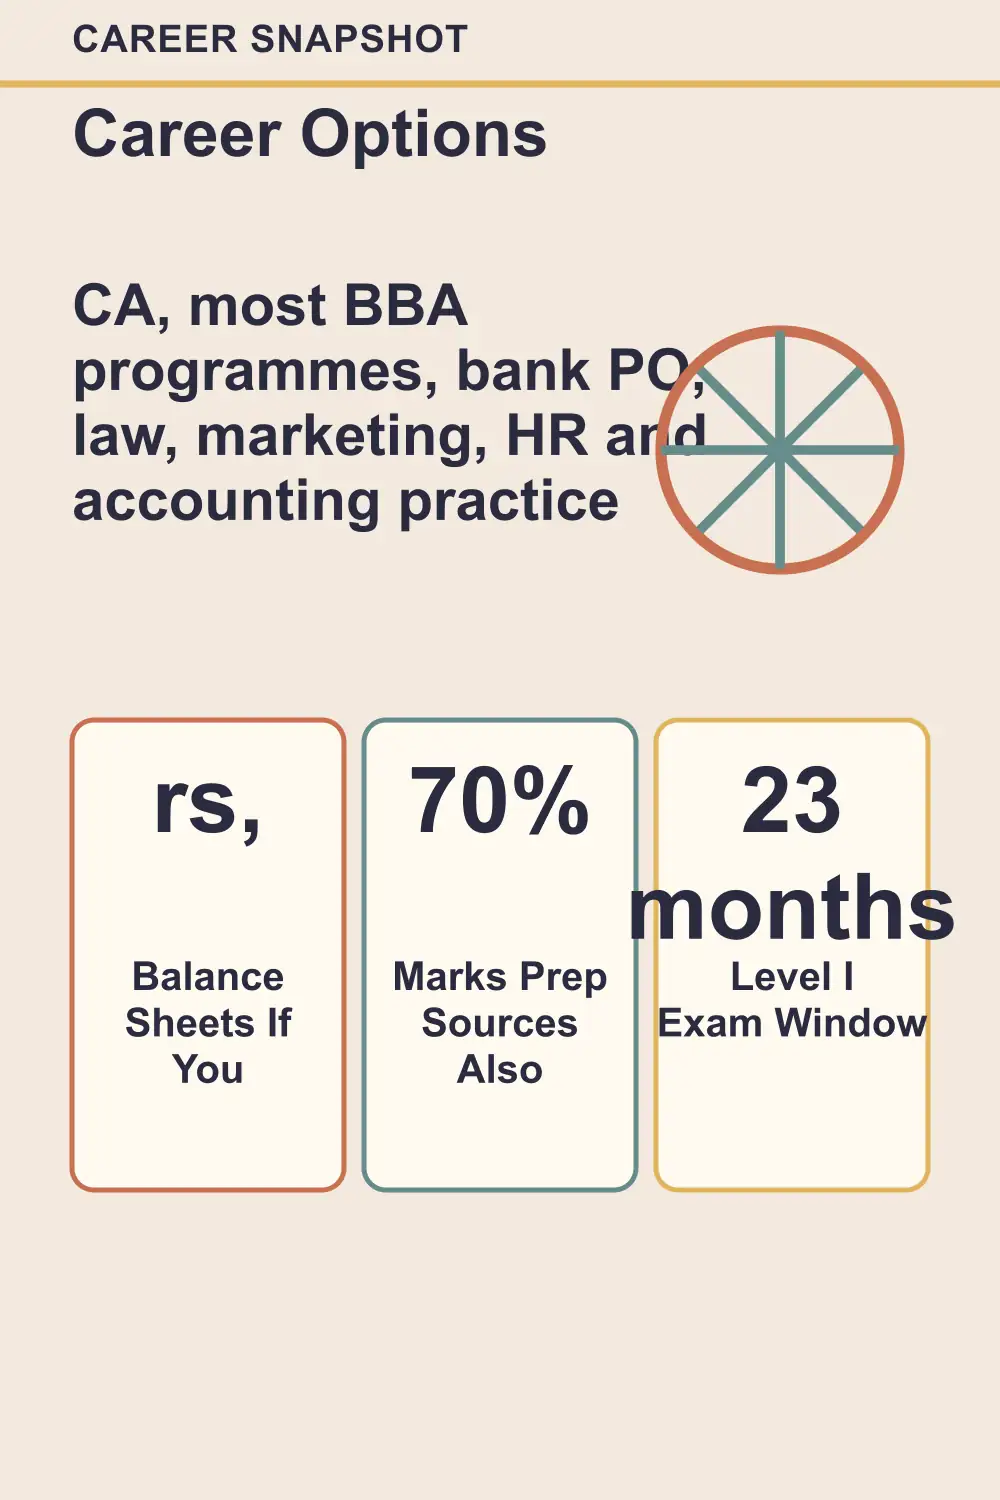 CAREER SNAPSHOT
Career Options
CA, most BBA
programmes, bank PO,
law, marketing, HR and
accounting practice
rs,
Balance
Sheets If
You
70%
Marks Prep
Sources
Also
23
months
Level I
Exam Window